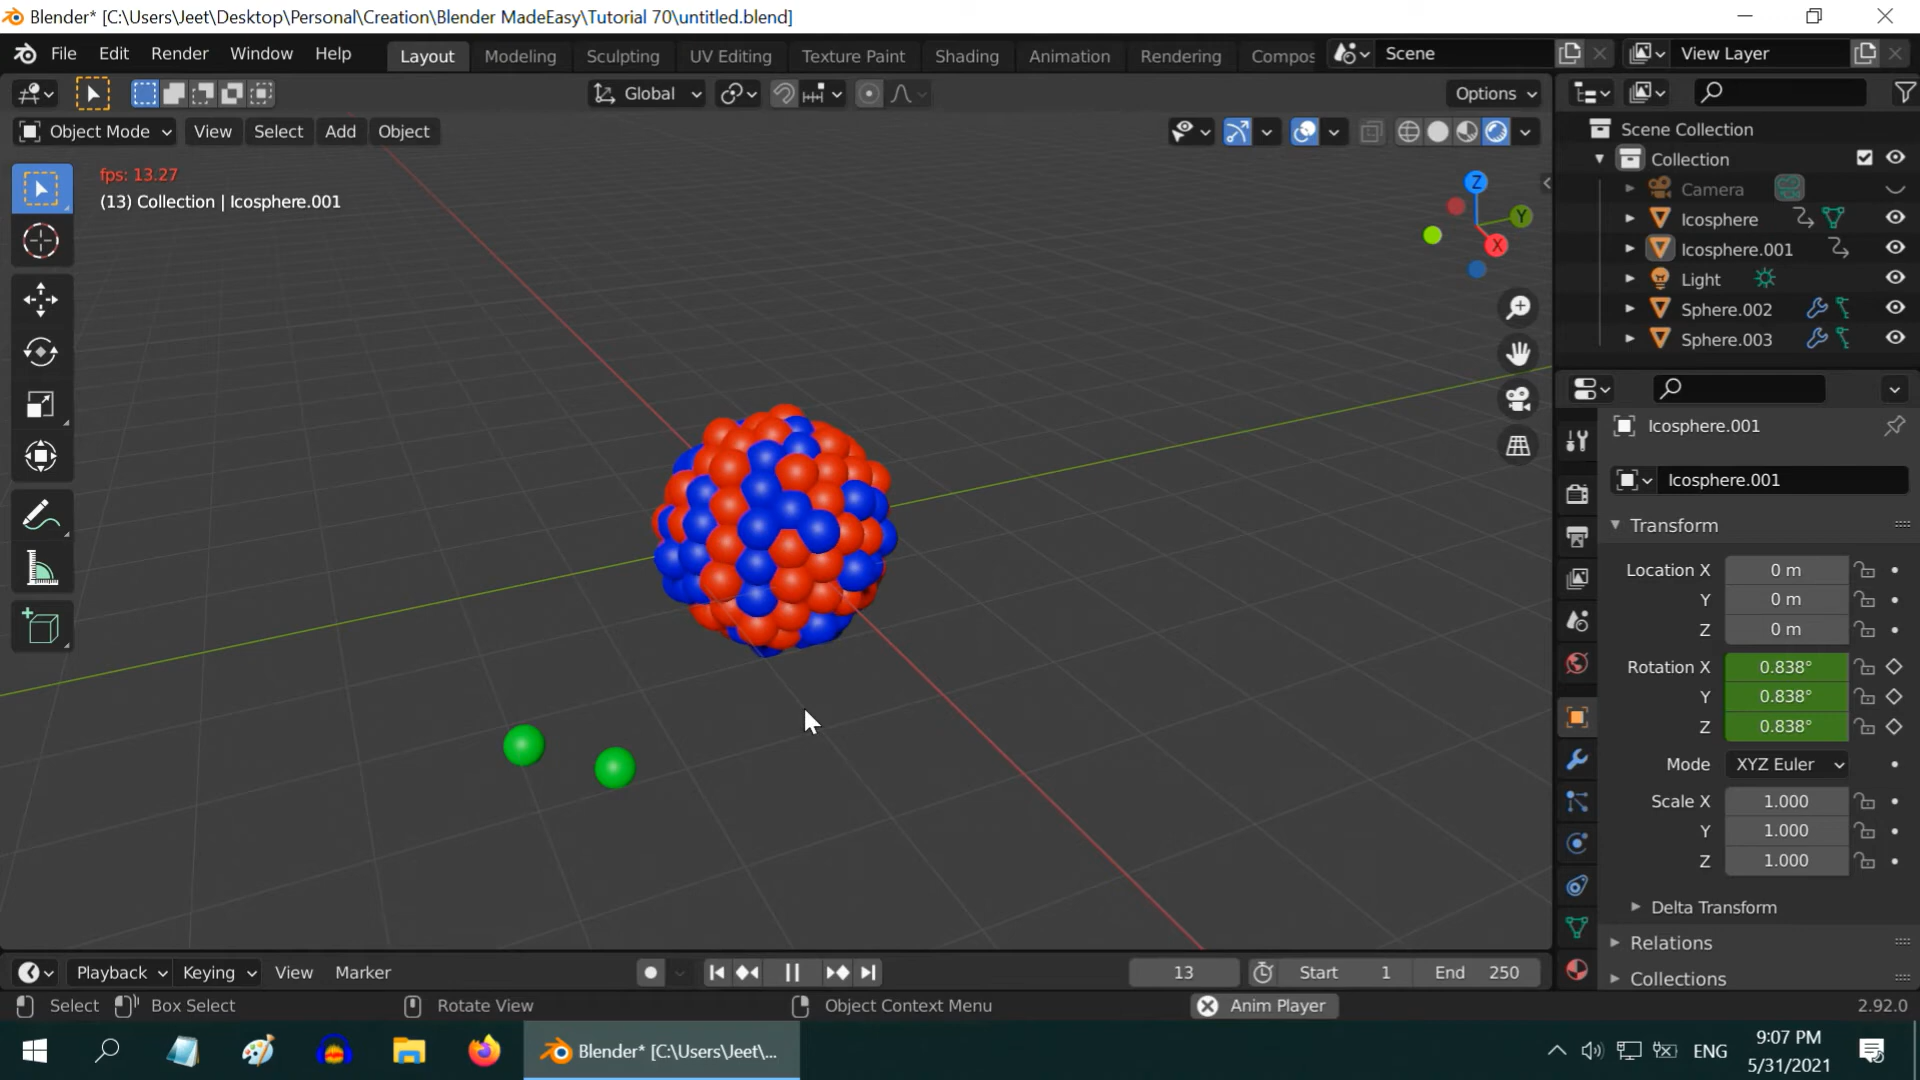 Blender* [C:\Users\Jeet\Desktop\Personal\Creation\Blender MadeEasy\Tutorial 70\untitled.blend]
File Edit Render Window Help Layout Modeling Sculpting UV Editing Texture Paint Shading Animation Rendering Compos Scene View Layer
Global Options
Object Mode View Select Add Object
fps: 13.27
(13) Collection | Icosphere.001
Z
Y
X
Scene Collection
Collection
Camera
Icosphere
Icosphere.001
Light
Sphere.002
Sphere.003
Icosphere.001
Icosphere.001
Transform
Location X 0 m
Y 0 m
Z 0 m
Rotation X 0.838°
Y 0.838°
Z 0.838°
Mode XYZ Euler
Scale X 1.000
Y 1.000
Z 1.000
Delta Transform
Relations
Collections
Playback Keying View Marker 13 Start 1 End 250
Select Box Select Rotate View Object Context Menu Anim Player 2.92.0
Blender* [C:\Users\Jeet\...
ENG
9:07 PM
5/31/2021